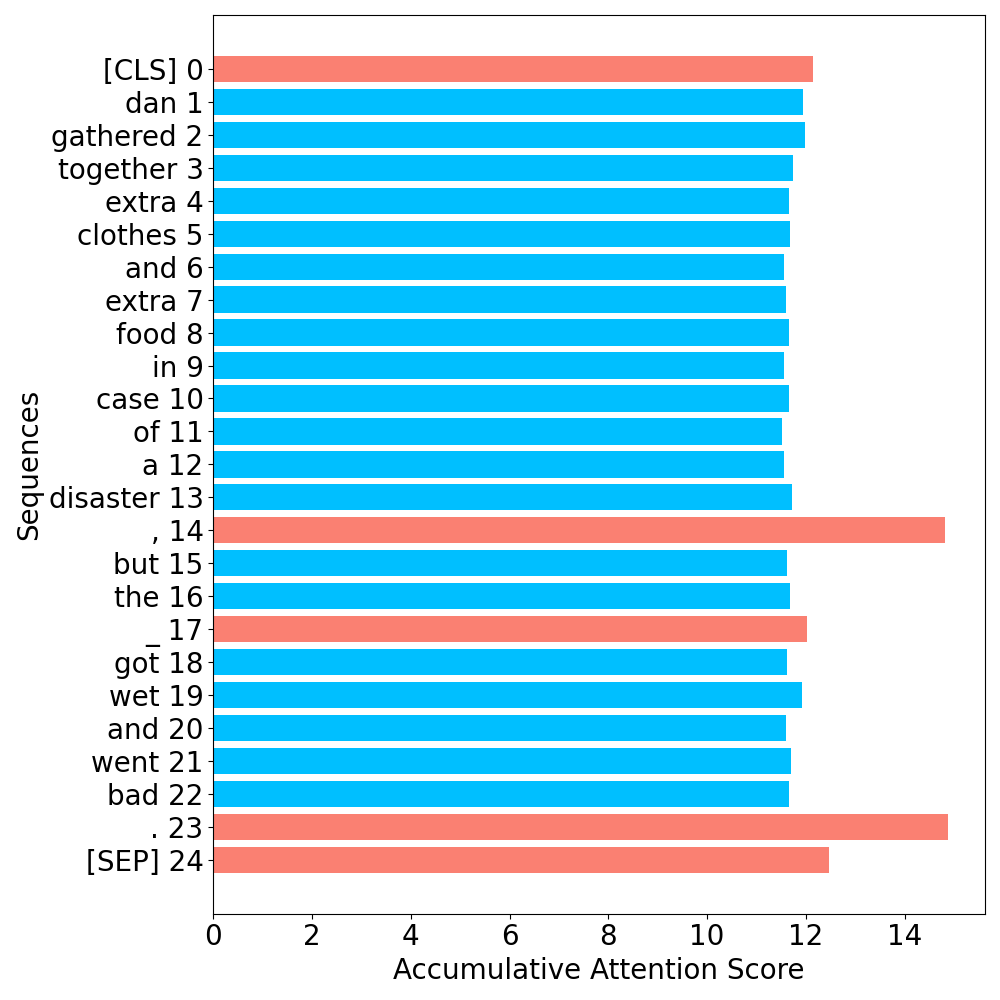 [CLS] 0
dan 1
gathered 2
together 3
extra 4
clothes 5
and 6
extra 7
food 8
in 9
case 10
of 11
a 12
disaster 13
, 14
but 15
the 16
_ 17
got 18
wet 19
and 20
went 21
bad 22
. 23
[SEP] 24
Sequences
0 2 4 6 8 10 12 14
Accumulative Attention Score